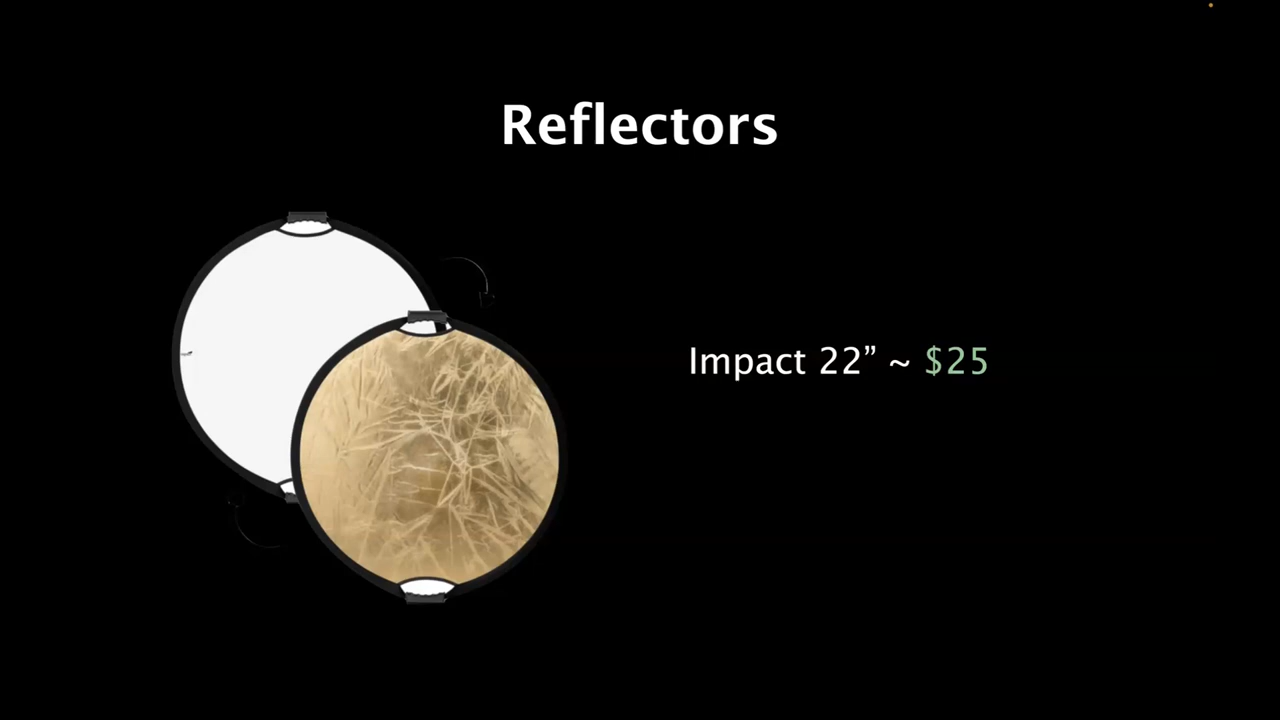 Reflectors
Impact 22” ~ $25